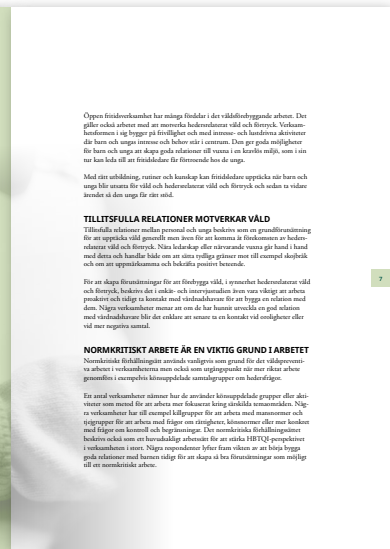 Öppen fritidsverksamhet har många fördelar i det våldsförebyggande arbetet. Det
gäller också arbetet med att motverka hedersrelaterat våld och förtryck. Verksam-
hetsformen i sig bygger på frivillighet och med intresse- och lustdrivna aktiviteter
där barn och ungas intresse och behov står i centrum. Den ger goda möjligheter
för barn och unga att skapa goda relationer till vuxna i en kravlös miljö, som i sin
tur kan leda till att fritidsledare får förtroende hos de unga.
Med rätt utbildning, rutiner och kunskap kan fritidsledare upptäcka när barn och
unga blir utsatta för våld och hedersrelaterat våld och förtryck och sedan ta vidare
ärendet så den unga får rätt stöd.
TILLITSFULLA RELATIONER MOTVERKAR VÅLD
Tillitsfulla relationer mellan personal och unga beskrivs som en grundförutsättning
för att upptäcka våld generellt men även för att komma åt förekomsten av heders-
relaterat våld och förtryck. Nära ledarskap eller närvarande vuxna går hand i hand
med detta och handlar både om att sätta tydliga gränser mot till exempel skojbråk
och om att uppmärksamma och bekräfta positivt beteende.
För att skapa förutsättningar för att förebygga våld, i synnerhet hedersrelaterat våld
och förtryck, beskrivs det i enkät- och intervjustudien även vara viktigt att arbeta
proaktivt och tidigt ta kontakt med vårdnadshavare för att bygga en relation med
dem. Några verksamheter menar att om de har hunnit utveckla en god relation
med vårdnadshavare blir det enklare att senare ta en kontakt vid oroligheter eller
vid mer negativa samtal.
NORMKRITISKT ARBETE ÄR EN VIKTIG GRUND I ARBETET
Normkritiskt förhållningssätt används vanligtvis som grund för det våldspreventi-
va arbetet i verksamheterna men också som utgångspunkt när mer riktat arbete
genomförs i exempelvis könsuppdelade samtalsgrupper om hedersfrågor.
Ett antal verksamheter nämner hur de använder könsuppdelade grupper eller akti-
viteter som metod för att arbeta mer fokuserat kring särskilda temaområden. Någ-
ra verksamheter har till exempel killgrupper för att arbeta med mansnormer och
tjejgrupper för att arbeta med frågor om rättigheter, könsnormer eller mer konkret
med frågor om kontroll och begränsningar. Det normkritiska förhållningssättet
beskrivs också som ett huvudsakligt arbetssätt för att stärka HBTQI-perspektivet
i verksamheten i stort. Några respondenter lyfter fram vikten av att börja bygga
goda relationer med barnen tidigt för att skapa så bra förutsättningar som möjligt
till ett normkritiskt arbete.
7